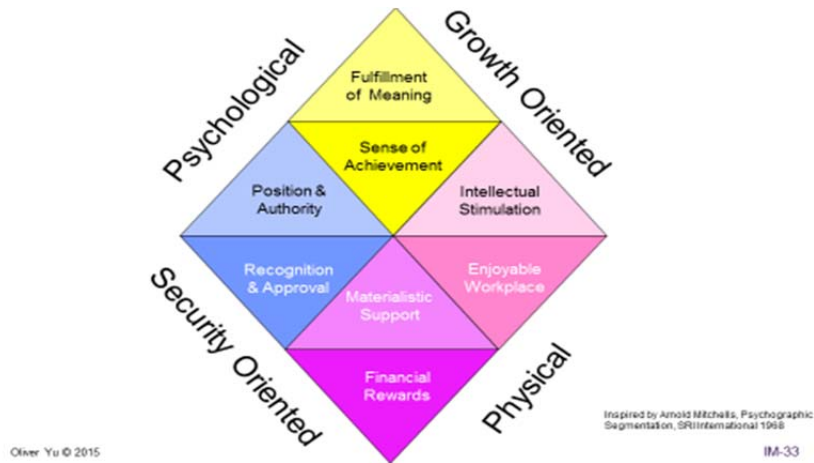 Psychological
Growth Oriented
Fulfillment
of Meaning
Sense of
Achievement
Position &
Authority
Intellectual
Stimulation
Recognition
& Approval
Materialistic
Support
Enjoyable
Workplace
Financial
Rewards
Security Oriented
Physical
Inspired by Arnold Mitchells, Psychographic
Segmentation, SRI International 1968
Oliver Yu © 2015
IM-33